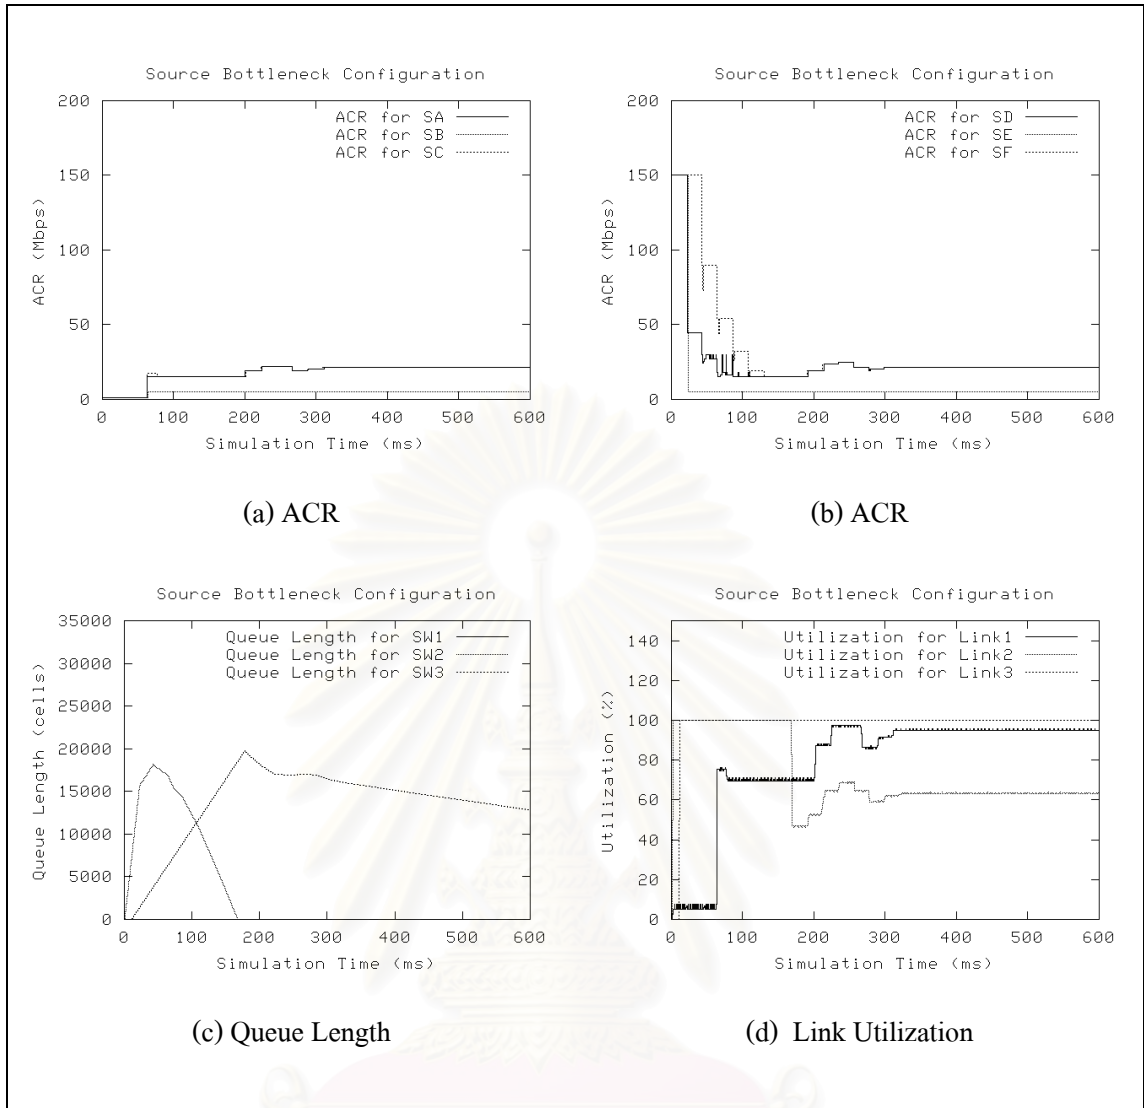 Source Bottleneck Configuration
200
150
100
50
0
ACR (Mbps)
ACR for SA
ACR for SB
ACR for SC
0 100 200 300 400 500 600
Simulation Time (ms)
(a) ACR
Source Bottleneck Configuration
200
150
100
50
0
ACR (Mbps)
ACR for SD
ACR for SE
ACR for SF
0 100 200 300 400 500 600
Simulation Time (ms)
(b) ACR
Source Bottleneck Configuration
35000
30000
25000
20000
15000
10000
5000
0
Queue Length (cells)
Queue Length for SW1
Queue Length for SW2
Queue Length for SW3
0 100 200 300 400 500 600
Simulation Time (ms)
(c) Queue Length
Source Bottleneck Configuration
140
120
100
80
60
40
20
0
Utilization (%)
Utilization for Link1
Utilization for Link2
Utilization for Link3
0 100 200 300 400 500 600
Simulation Time (ms)
(d) Link Utilization